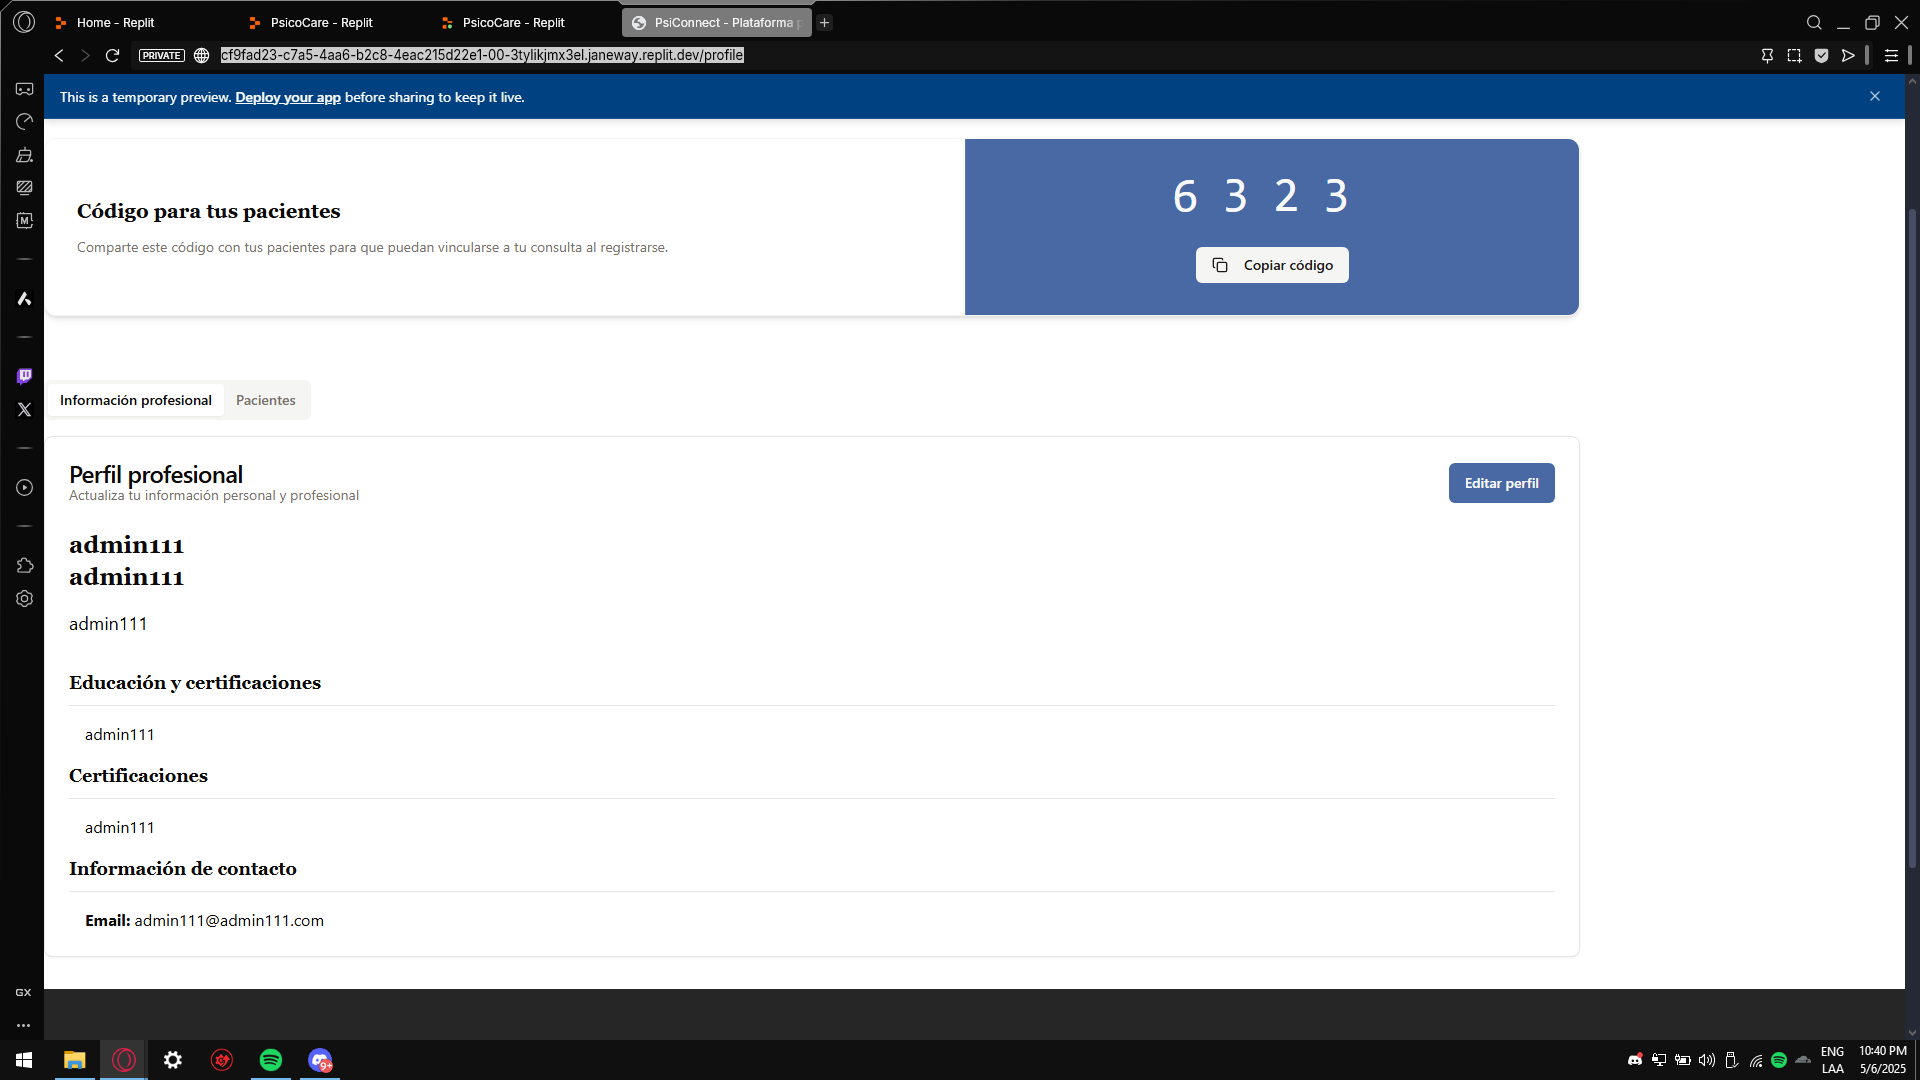 Home - Replit
PsicoCare - Replit
PsicoCare - Replit
PsiConnect - Plataforma p
PRIVATE
cf9fad23-c7a5-4aa6-b2c8-4eac215d22e1-00-3tylikjmx3el.janeway.replit.dev/profile
This is a temporary preview. Deploy your app before sharing to keep it live.
Código para tus pacientes
Comparte este código con tus pacientes para que puedan vincularse a tu consulta al registrarse.
6 3 2 3
Copiar código
Información profesional
Pacientes
Perfil profesional
Actualiza tu información personal y profesional
Editar perfil
admin111
admin111
admin111
Educación y certificaciones
admin111
Certificaciones
admin111
Información de contacto
Email: admin111@admin111.com
GX
9+
ENG
LAA
10:40 PM
5/6/2025